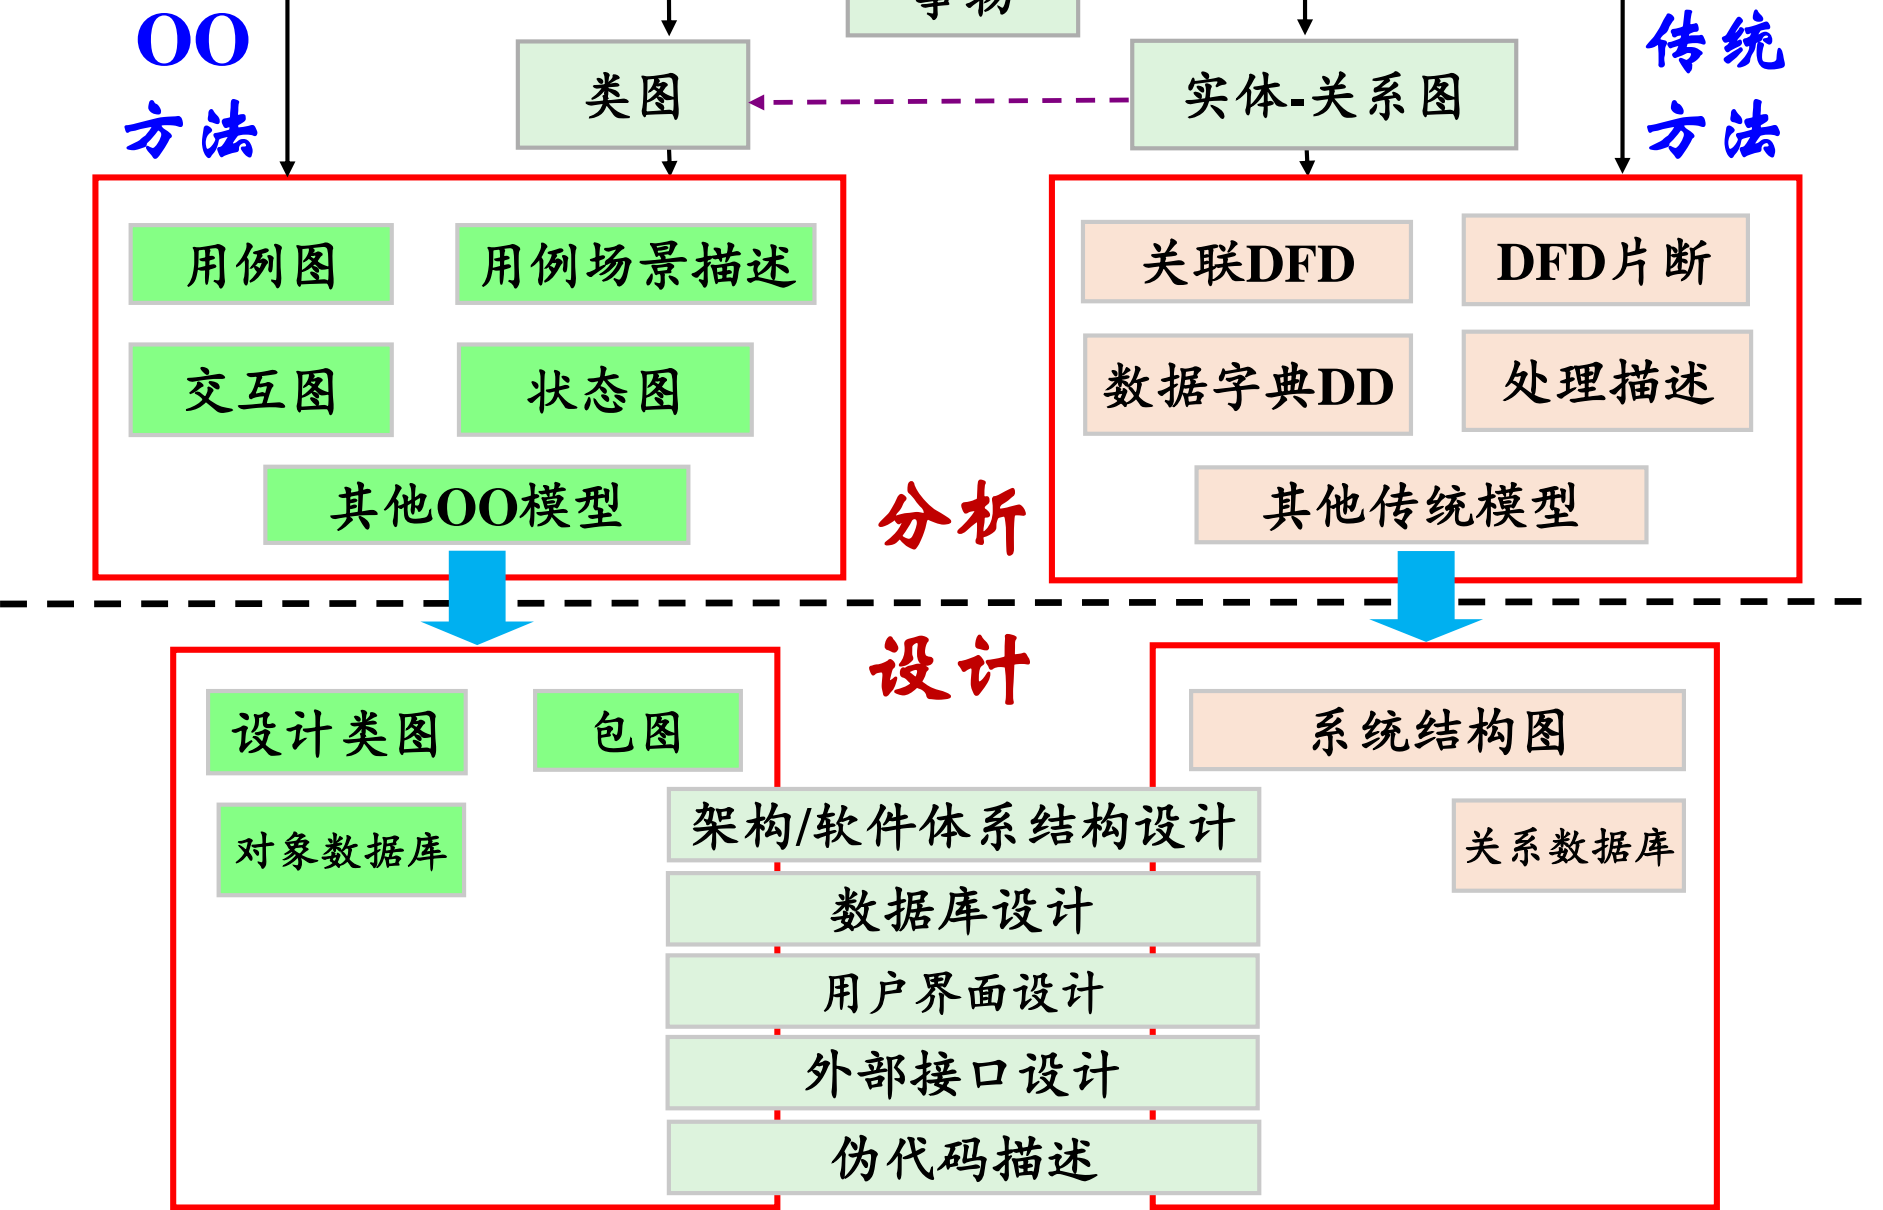 事物
OO
方法
类图
实体-关系图
传统
方法
用例图
用例场景描述
交互图
状态图
其他OO模型
关联DFD
DFD片断
数据字典DD
处理描述
其他传统模型
分析
设计
设计类图
包图
对象数据库
系统结构图
关系数据库
架构/软件体系结构设计
数据库设计
用户界面设计
外部接口设计
伪代码描述